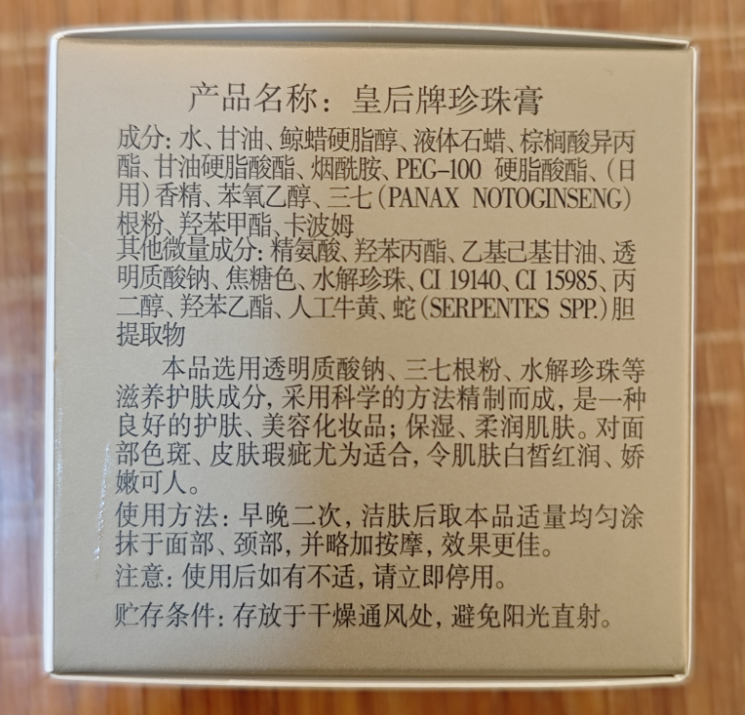 产品名称：皇后牌珍珠膏
成分：水、甘油、鲸蜡硬脂醇、液体石蜡、棕榈酸异丙
酯、甘油硬脂酸酯、烟酰胺、PEG-100 硬脂酸酯、（日
用）香精、苯氧乙醇、三七（PANAX NOTOGINSENG）
根粉、羟苯甲酯、卡波姆
其他微量成分：精氨酸、羟苯丙酯、乙基己基甘油、透
明质酸钠、焦糖色、水解珍珠、CI 19140、CI 15985、丙
二醇、羟苯乙酯、人工牛黄、蛇（SERPENTES SPP.）胆
提取物
本品选用透明质酸钠、三七根粉、水解珍珠等
滋养护肤成分，采用科学的方法精制而成，是一种
良好的护肤、美容化妆品；保湿、柔润肌肤。对面
部色斑、皮肤瑕疵尤为适合，令肌肤白皙红润、娇
嫩可人。
使用方法：早晚二次，洁肤后取本品适量均匀涂
抹于面部、颈部，并略加按摩，效果更佳。
注意：使用后如有不适，请立即停用。
贮存条件：存放于干燥通风处，避免阳光直射。